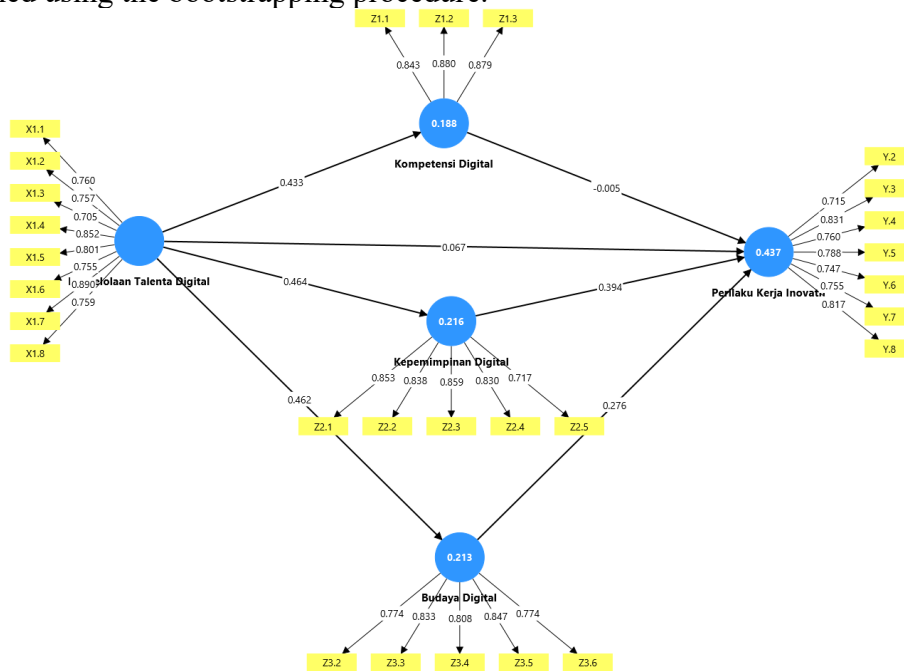 using the bootstrapping procedure.
Z1.1
Z1.2
Z1.3
0.843
0.880
0.879
0.188
Kompetensi Digital
X1.1
X1.2
X1.3
X1.4
X1.5
X1.6
X1.7
X1.8
0.760
0.757
0.705
0.852
0.801
0.755
0.890
0.759
Talenta Digital
0.433
-0.005
0.067
0.464
0.394
0.462
0.276
0.437
Perilaku Kerja
Y.2
Y.3
Y.4
Y.5
Y.6
Y.7
Y.8
0.715
0.831
0.760
0.788
0.747
0.755
0.817
0.216
Kepemimpinan Digital
0.853
0.838
0.859
0.830
0.717
Z2.1
Z2.2
Z2.3
Z2.4
Z2.5
0.213
Budaya Digital
0.774
0.833
0.808
0.847
0.774
Z3.2
Z3.3
Z3.4
Z3.5
Z3.6